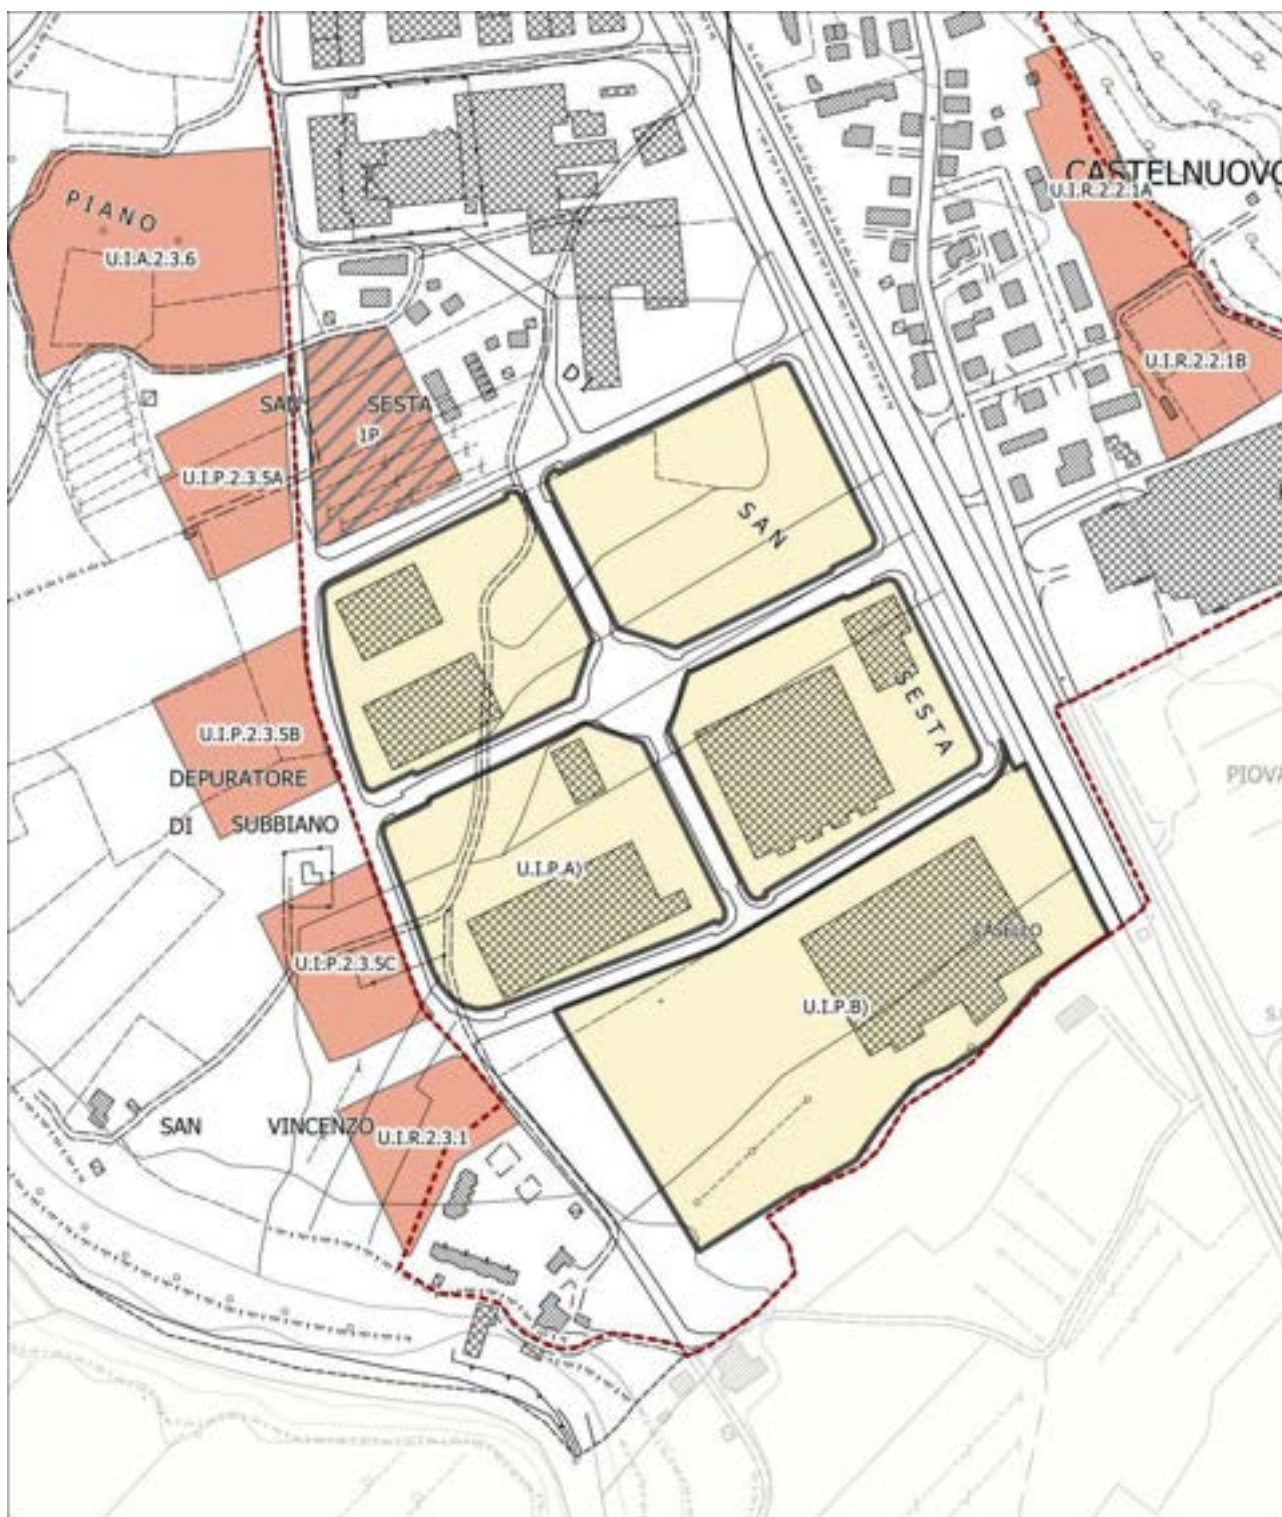 CASTELNUOVO
U.I.R.2.2.1A
PIANO
U.I.A.2.3.6
U.I.R.2.2.1B
SAN SESTA
1P
U.I.P.2.3.5A
SAN
SESTA
U.I.P.2.3.5B
DEPURATORE
DI SUBBIANO
PIOVA
U.I.P.A)
CASELLO
U.I.P.2.3.5C
U.I.P.B)
S.
SAN VINCENZO
U.I.R.2.3.1